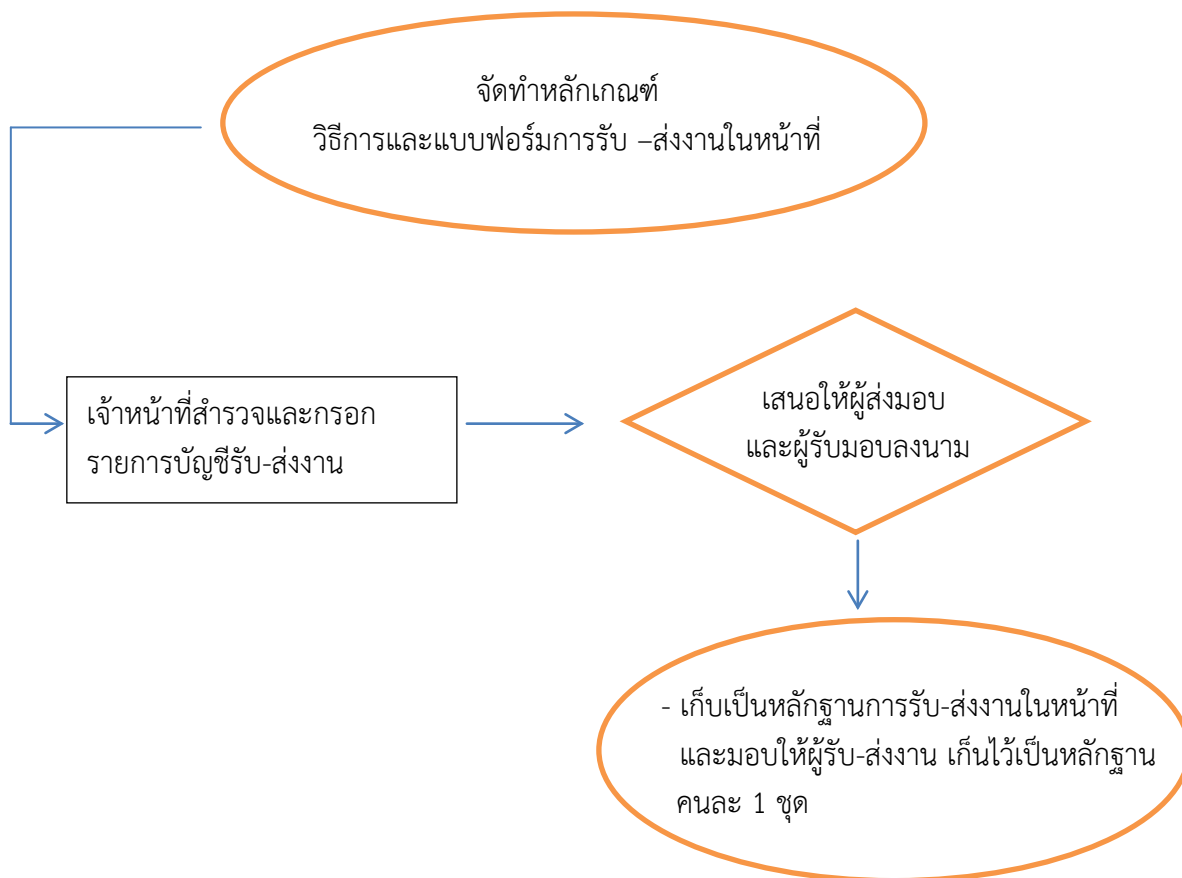 จัดทำหลักเกณฑ์
วิธีการและแบบฟอร์มการรับ –ส่งงานในหน้าที่
เจ้าหน้าที่สำรวจและกรอก
รายการบัญชีรับ-ส่งงาน
เสนอให้ผู้ส่งมอบ
และผู้รับมอบลงนาม
- เก็บเป็นหลักฐานการรับ-ส่งงานในหน้าที่
และมอบให้ผู้รับ-ส่งงาน เก็นไว้เป็นหลักฐาน
คนละ 1 ชุด